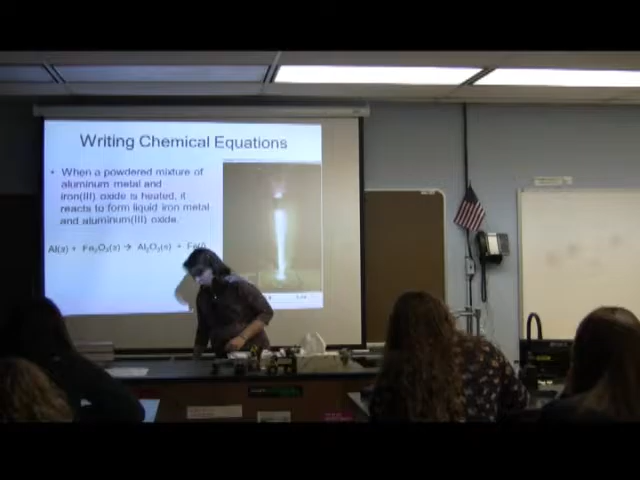 Writing Chemical Equations
• When a powdered mixture of
aluminum metal and
iron(III) oxide is heated, it
reacts to form liquid iron metal
and aluminum(III) oxide.
Al(s) + Fe₂O₃(s) → Al₂O₃(s) + Fe(l)